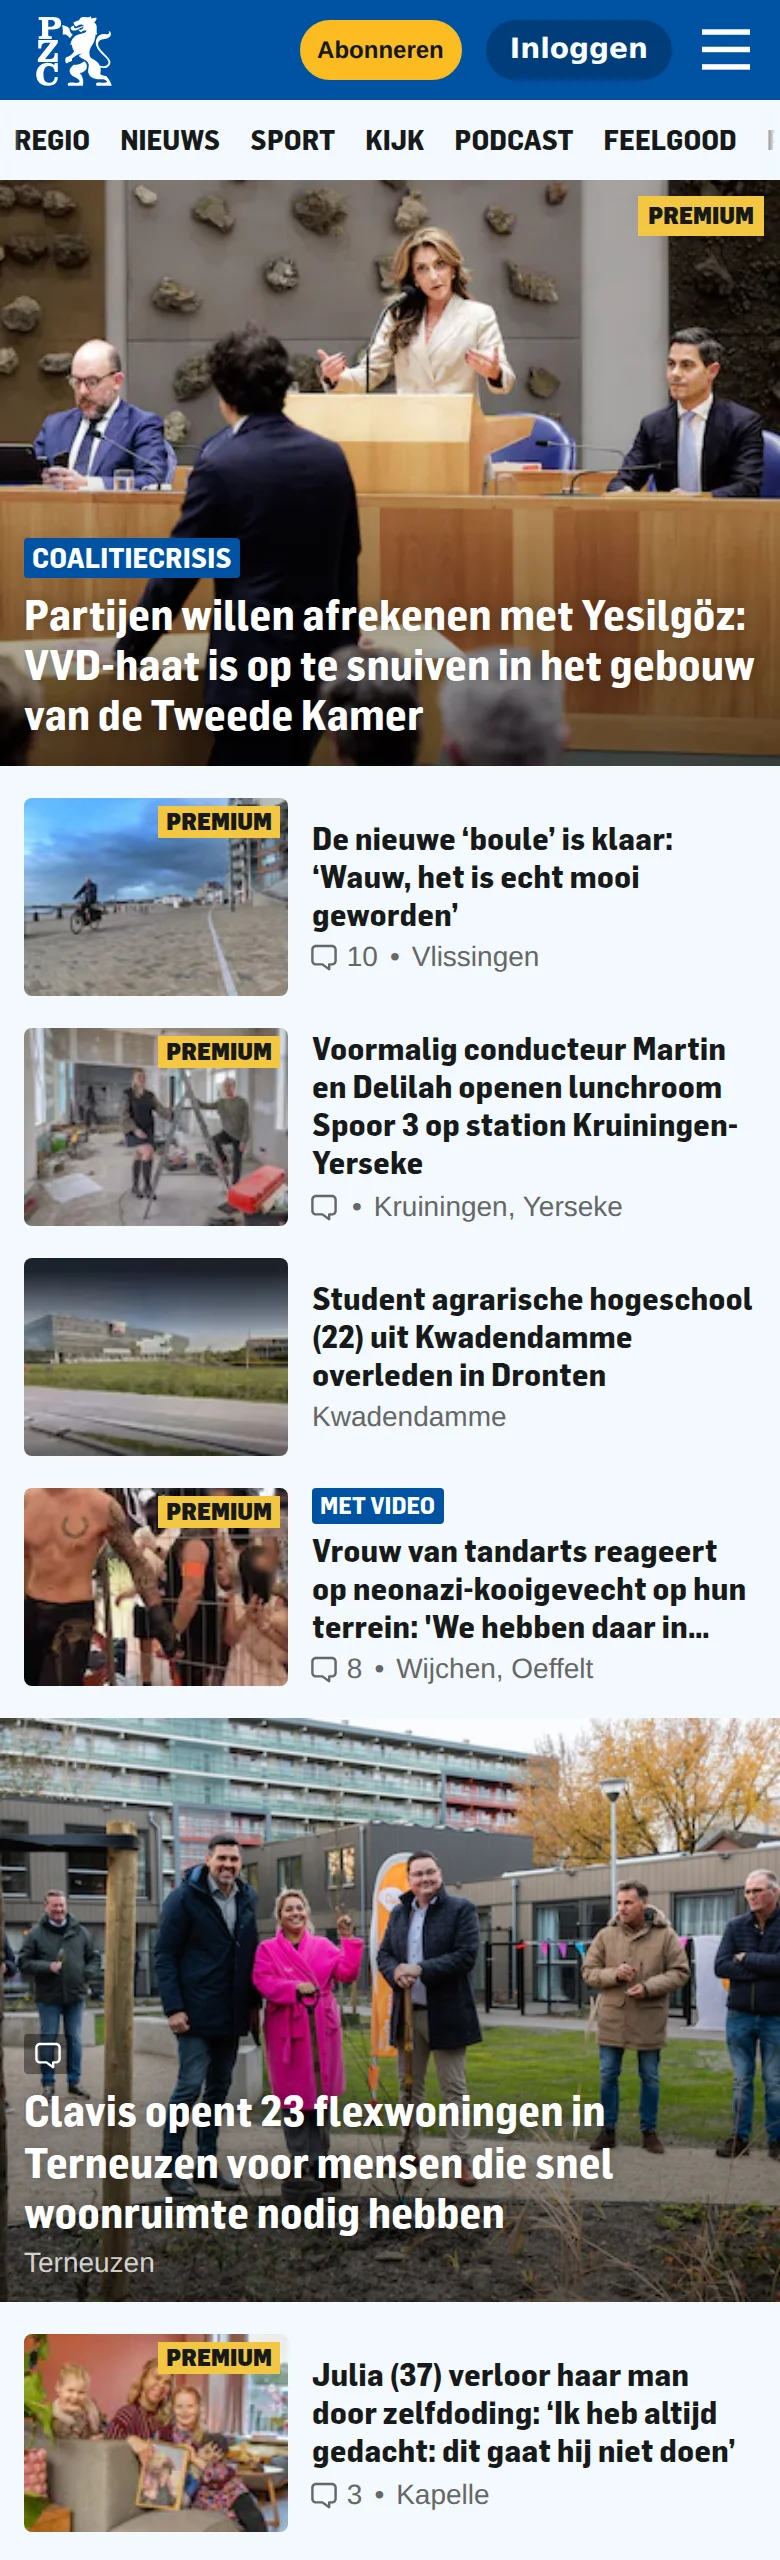 PZC
Abonneren
Inloggen
REGIO NIEUWS SPORT KIJK PODCAST FEELGOOD
PREMIUM
COALITIECRISIS
Partijen willen afrekenen met Yesilgöz:
VVD-haat is op te snuiven in het gebouw
van de Tweede Kamer
PREMIUM
De nieuwe ‘boule’ is klaar:
‘Wauw, het is echt mooi
geworden’
10 • Vlissingen
PREMIUM
Voormalig conducteur Martin
en Delilah openen lunchroom
Spoor 3 op station Kruiningen-
Yerseke
• Kruiningen, Yerseke
Student agrarische hogeschool
(22) uit Kwadendamme
overleden in Dronten
Kwadendamme
PREMIUM
MET VIDEO
Vrouw van tandarts reageert
op neonazi-kooigevecht op hun
terrein: 'We hebben daar in...
8 • Wijchen, Oeffelt
Clavis opent 23 flexwoningen in
Terneuzen voor mensen die snel
woonruimte nodig hebben
Terneuzen
PREMIUM
Julia (37) verloor haar man
door zelfdoding: ‘Ik heb altijd
gedacht: dit gaat hij niet doen’
3 • Kapelle